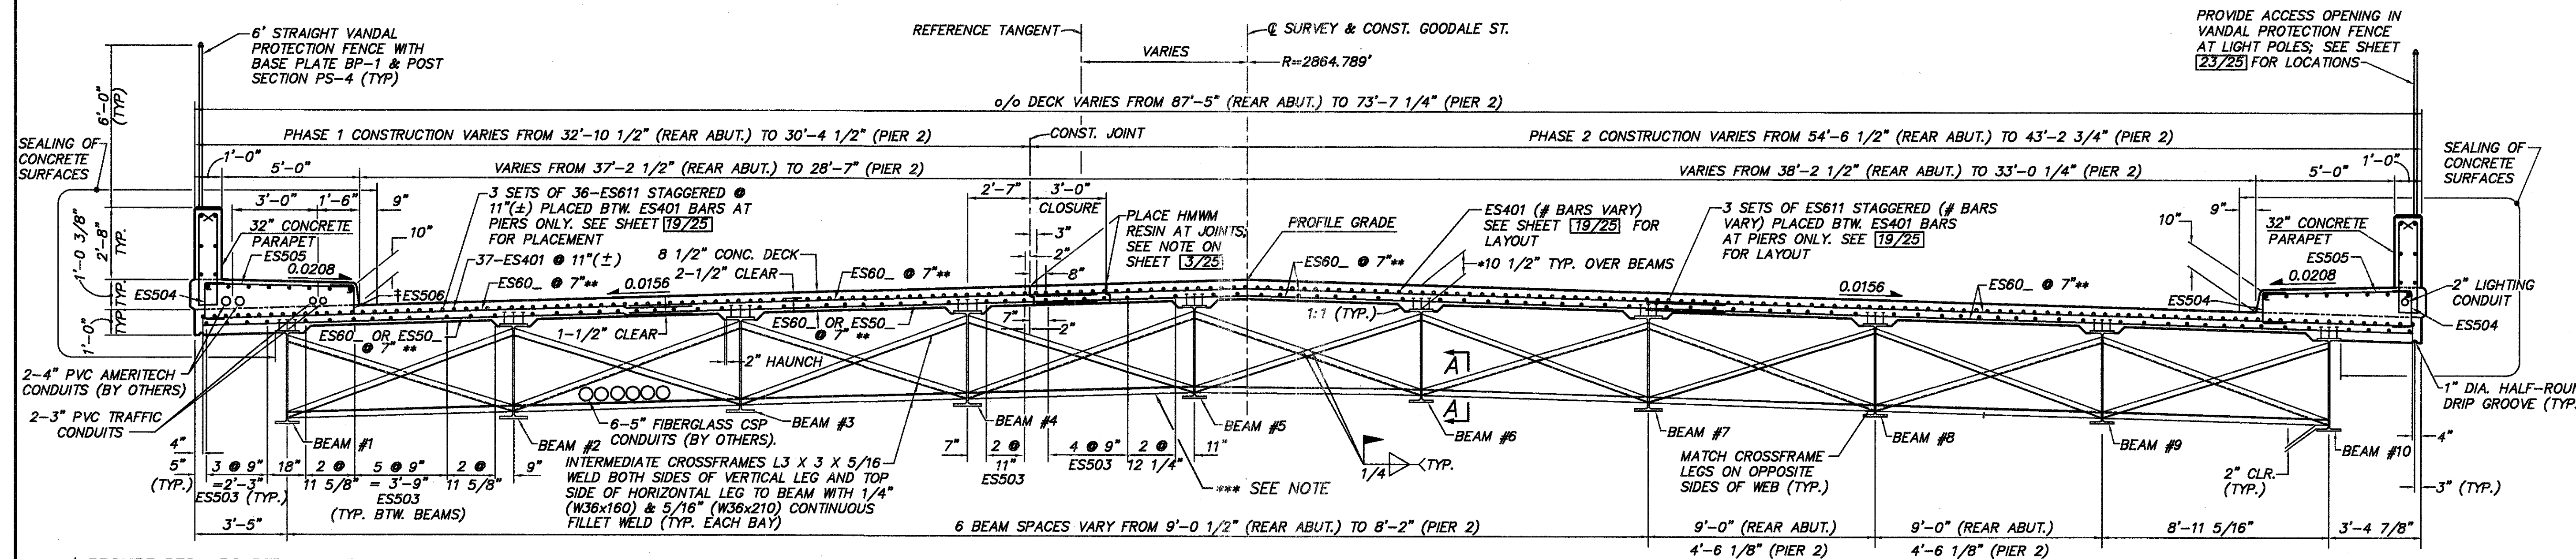 6' STRAIGHT VANDAL
PROTECTION FENCE WITH
BASE PLATE BP-1 & POST
SECTION PS-4 (TYP)
REFERENCE TANGENT
℄ SURVEY & CONST. GOODALE ST.
VARIES
R=2864.789'
PROVIDE ACCESS OPENING IN
VANDAL PROTECTION FENCE
AT LIGHT POLES; SEE SHEET
23/25 FOR LOCATIONS
6'-0"
(TYP)
o/o DECK VARIES FROM 87'-5" (REAR ABUT.) TO 73'-7 1/4" (PIER 2)
PHASE 1 CONSTRUCTION VARIES FROM 32'-10 1/2" (REAR ABUT.) TO 30'-4 1/2" (PIER 2)
CONST. JOINT
PHASE 2 CONSTRUCTION VARIES FROM 54'-6 1/2" (REAR ABUT.) TO 43'-2 3/4" (PIER 2)
SEALING OF
CONCRETE
SURFACES
1'-0"
5'-0"
VARIES FROM 37'-2 1/2" (REAR ABUT.) TO 28'-7" (PIER 2)
VARIES FROM 38'-2 1/2" (REAR ABUT.) TO 33'-0 1/4" (PIER 2)
5'-0"
1'-0"
SEALING OF
CONCRETE
SURFACES
3'-0"
1'-6"
9"
3 SETS OF 36-ES611 STAGGERED @
11"(±) PLACED BTW. ES401 BARS AT
PIERS ONLY. SEE SHEET 19/25
FOR PLACEMENT
2'-7"
3'-0"
CLOSURE
PLACE HMWM
RESIN AT JOINTS;
SEE NOTE ON
SHEET 3/25
PROFILE GRADE
ES401 (# BARS VARY)
SEE SHEET 19/25 FOR
LAYOUT
3 SETS OF ES611 STAGGERED (# BARS
VARY) PLACED BTW. ES401 BARS
AT PIERS ONLY. SEE 19/25
FOR LAYOUT
10"
9"
32" CONCRETE
PARAPET
ES505
1'-0 3/8"
2'-8"
TYP.
32" CONCRETE
PARAPET
ES505
10"
3"
2"
8"
0.0208
37-ES401 @ 11"(±)
8 1/2" CONC. DECK
2-1/2" CLEAR
ES60_ @ 7"**
ES60_ @ 7"**
*10 1/2" TYP. OVER BEAMS
0.0208
ES504
(TYP.)
‡ES506
ES60_ @ 7"**
0.0156
0.0156
ES60_ @ 7"**
ES504
2" LIGHTING
CONDUIT
ES504
1'-0"
TYP.
ES60_ OR ES50_
@ 7" **
1-1/2" CLEAR
ES60_ OR ES50_
@ 7" **
7"
2"
1:1 (TYP.)
2" HAUNCH
A
A
2-4" PVC AMERITECH
CONDUITS (BY OTHERS)
2-3" PVC TRAFFIC
CONDUITS
1" DIA. HALF-ROUN
DRIP GROOVE (TYP.
BEAM #1
BEAM #2
6-5" FIBERGLASS CSP
CONDUITS (BY OTHERS).
BEAM #3
BEAM #4
BEAM #5
BEAM #6
BEAM #7
BEAM #8
BEAM #9
BEAM #10
4"
5"
(TYP.)
3 @ 9"
=2'-3"
ES503 (TYP.)
18"
2 @
11 5/8"
5 @ 9"
= 3'-9"
ES503
(TYP. BTW. BEAMS)
2 @
11 5/8"
9"
INTERMEDIATE CROSSFRAMES L3 X 3 X 5/16
WELD BOTH SIDES OF VERTICAL LEG AND TOP
SIDE OF HORIZONTAL LEG TO BEAM WITH 1/4"
(W36x160) & 5/16" (W36x210) CONTINUOUS
FILLET WELD (TYP. EACH BAY)
7"
2 @
11"
ES503
4 @ 9"
ES503
2 @
12 1/4"
11"
*** SEE NOTE
1/4
TYP.
MATCH CROSSFRAME
LEGS ON OPPOSITE
SIDES OF WEB (TYP.)
2" CLR.
(TYP.)
4"
3" (TYP.)
3'-5"
6 BEAM SPACES VARY FROM 9'-0 1/2" (REAR ABUT.) TO 8'-2" (PIER 2)
9'-0" (REAR ABUT.)
4'-6 1/8" (PIER 2)
9'-0" (REAR ABUT.)
4'-6 1/8" (PIER 2)
8'-11 5/16"
3'-4 7/8"